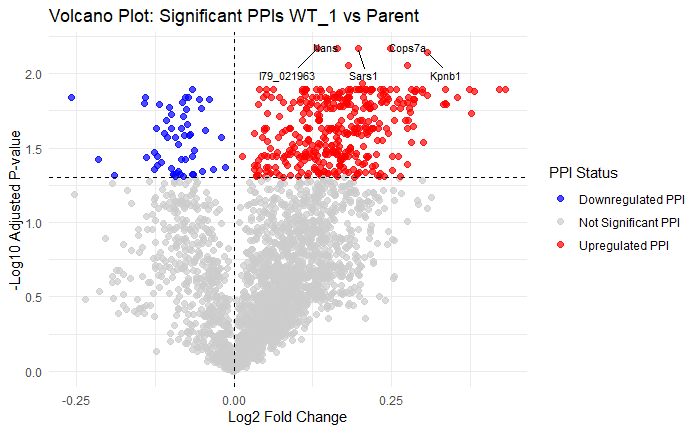 Volcano Plot: Significant PPIs WT_1 vs Parent
Nans
Cops7a
I79_021963
Sars1
Kpnb1
2.0
1.5
1.0
0.5
0.0
-Log10 Adjusted P-value
-0.25
0.00
0.25
Log2 Fold Change
PPI Status
Downregulated PPI
Not Significant PPI
Upregulated PPI